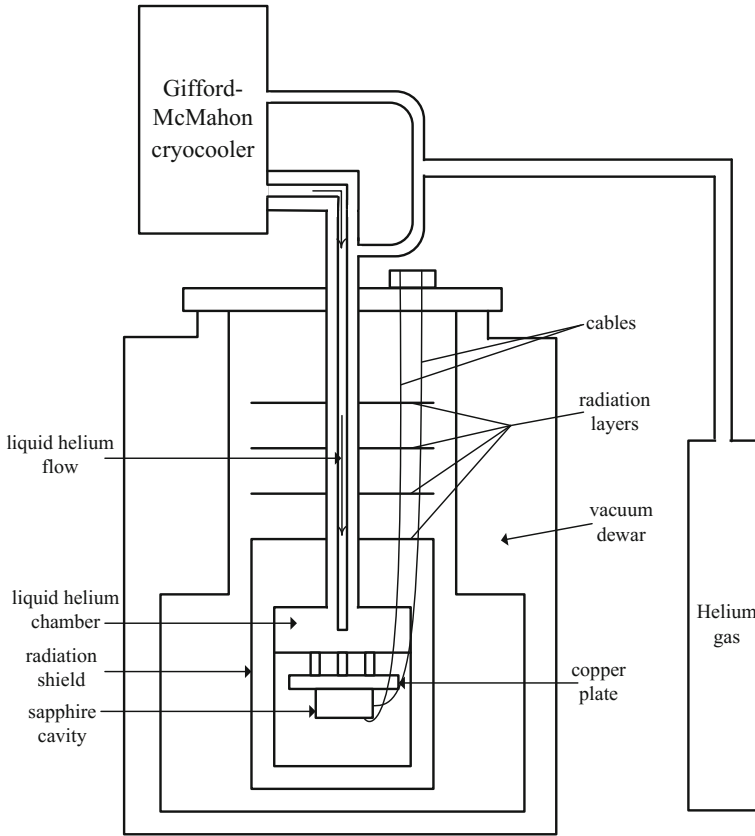 Gifford-
McMahon
cryocooler
cables
radiation
layers
liquid helium
flow
vacuum
dewar
liquid helium
chamber
Helium
gas
radiation
shield
copper
plate
sapphire
cavity